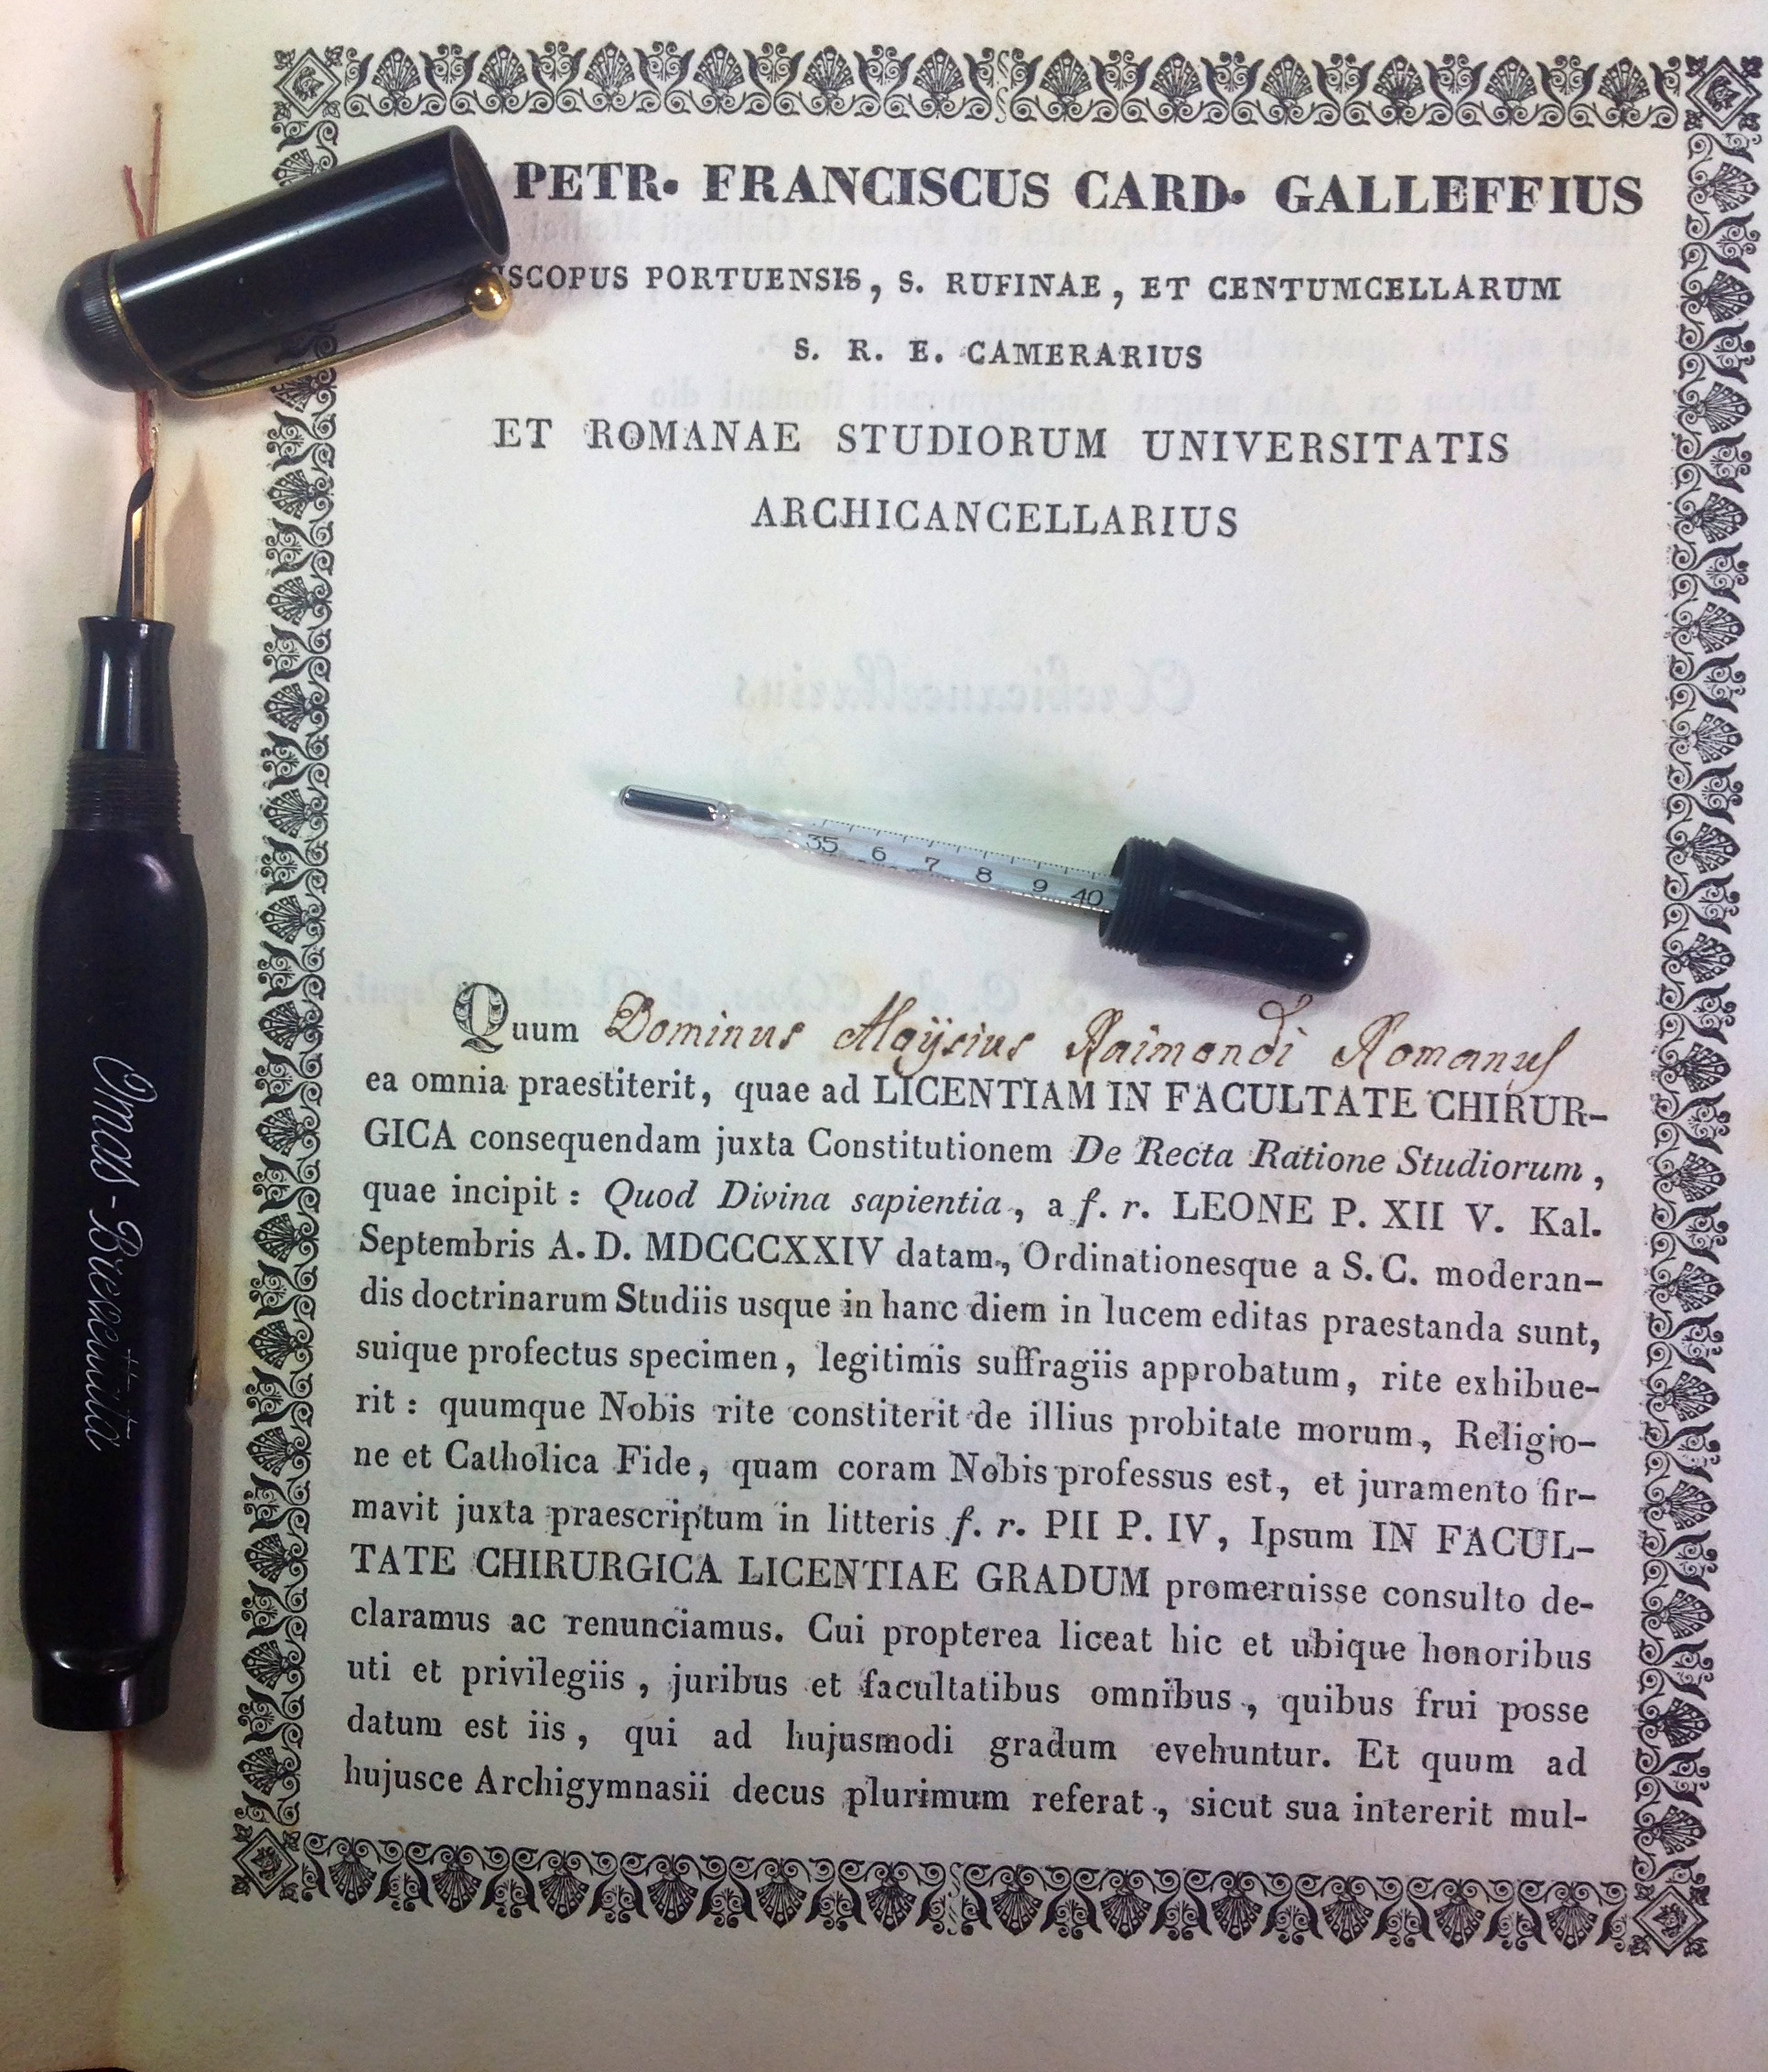 PETR. FRANCISCUS CARD. GALLEFFIUS
SCOPUS PORTUENSIS, S. RUFINAE, ET CENTUMCELLARUM
S. R. E. CAMERARIUS
ET ROMANAE STUDIORUM UNIVERSITATIS
ARCHICANCELLARIUS
35 6 7 8 9 40
Quum Dominus Aloysius Raimondi Romanus
ea omnia praestiterit, quae ad LICENTIAM IN FACULTATE CHIRUR-
GICA consequendam juxta Constitutionem De Recta Ratione Studiorum,
quae incipit: Quod Divina sapientia, a f. r. LEONE P. XII V. Kal.
Septembris A. D. MDCCCXXIV datam, Ordinationesque a S. C. moderan-
dis doctrinarum Studiis usque in hanc diem in lucem editas praestanda sunt,
suique profectus specimen, legitimis suffragiis approbatum, rite exhibue-
rit: quumque Nobis rite constiterit de illius probitate morum, Religio-
ne et Catholica Fide, quam coram Nobis professus est, et juramento fir-
mavit juxta praescriptum in litteris f. r. PII P. IV, Ipsum IN FACUL-
TATE CHIRURGICA LICENTIAE GRADUM promeruisse consulto de-
claramus ac renunciamus. Cui propterea liceat hic et ubique honoribus
uti et privilegiis, juribus et facultatibus omnibus, quibus frui posse
datum est iis, qui ad hujusmodi gradum evehuntur. Et quum ad
hujusce Archigymnasii decus plurimum referat, sicut sua intererit mul-
Omas-Brevettato